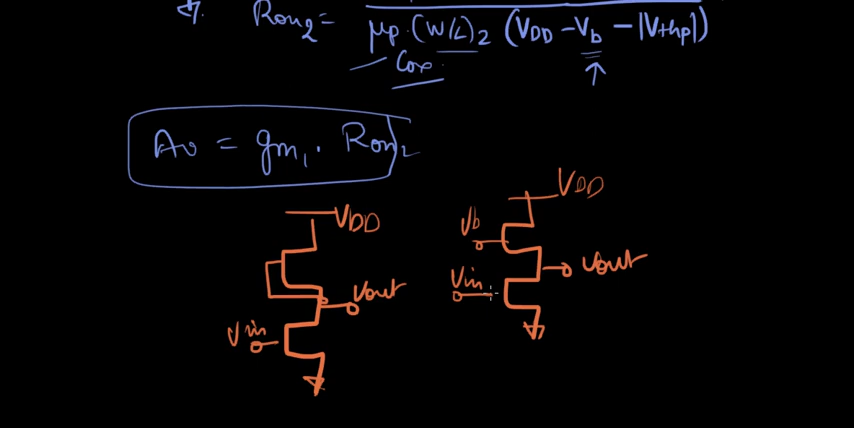 Ron2 = μp.(W/L)2 (VDD - Vb - |Vthp|)
Cox
Av = gm1. Ron2
VDD
VDD
Vb
Vout
Vin
Vout
Vin